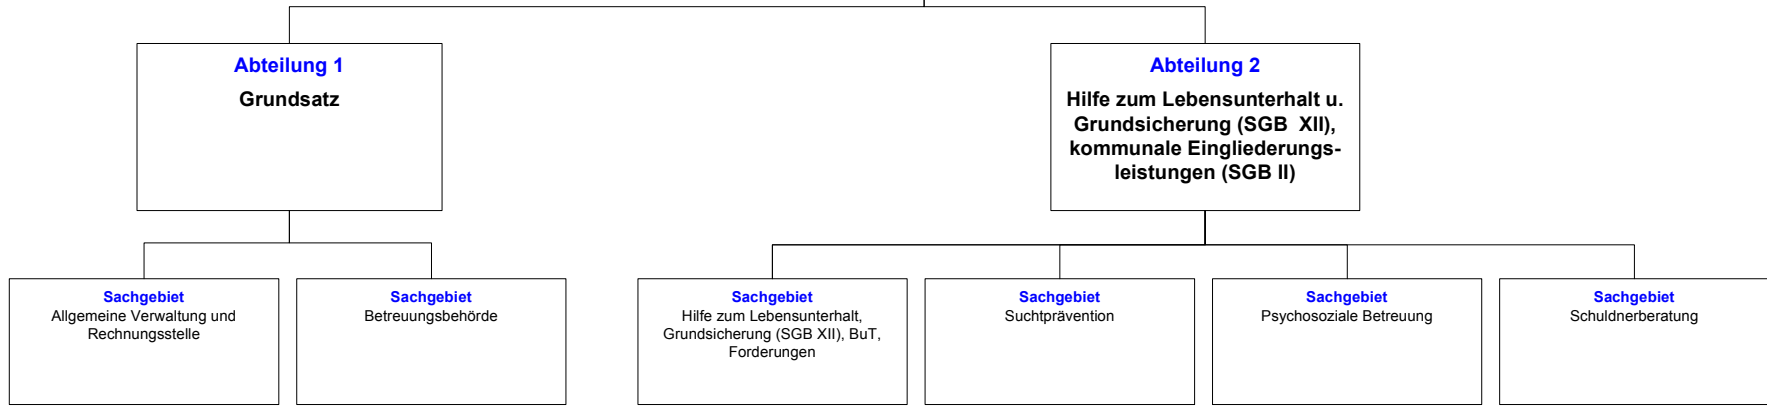 Abteilung 1
Grundsatz
Abteilung 2
Hilfe zum Lebensunterhalt u.
Grundsicherung (SGB XII),
kommunale Eingliederungs-
leistungen (SGB II)
Sachgebiet
Allgemeine Verwaltung und
Rechnungsstelle
Sachgebiet
Betreuungsbehörde
Sachgebiet
Hilfe zum Lebensunterhalt,
Grundsicherung (SGB XII), BuT,
Forderungen
Sachgebiet
Suchtprävention
Sachgebiet
Psychosoziale Betreuung
Sachgebiet
Schuldnerberatung